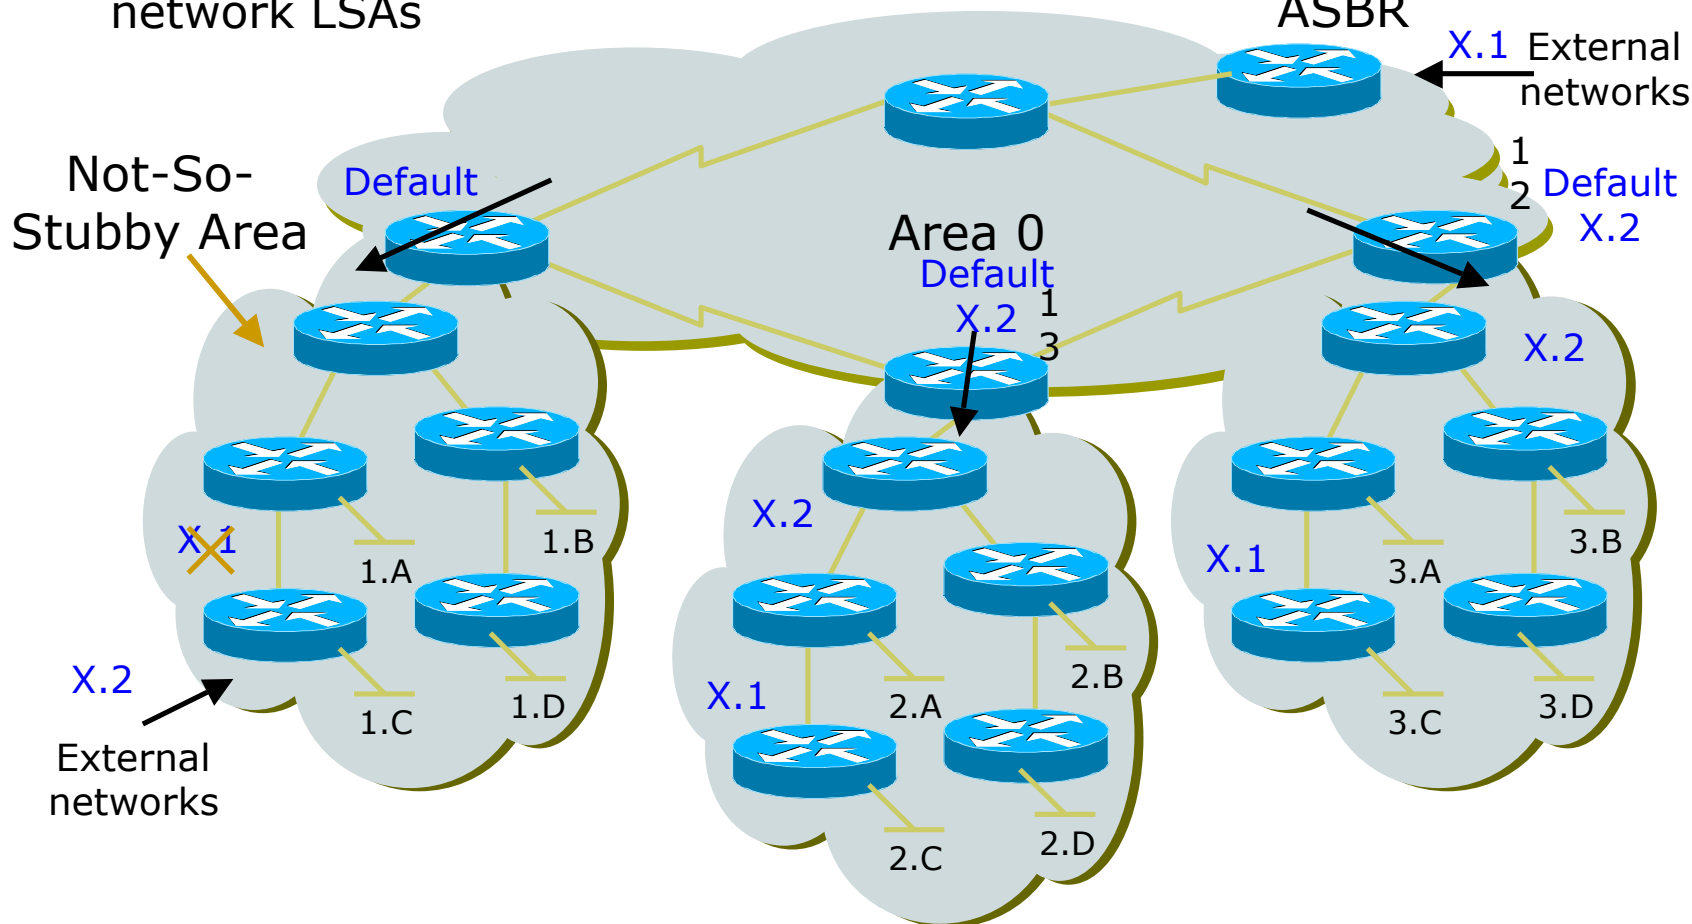 network LSAs
ASBR
X.1
External
networks
Not-So-
Stubby Area
Default
1
2
Default
X.2
Area 0
Default
X.2
1
3
X.2
X.1
1.A
1.B
X.2
1.C
1.D
External
networks
X.2
X.1
2.A
2.B
2.C
2.D
X.1
3.A
3.B
3.C
3.D